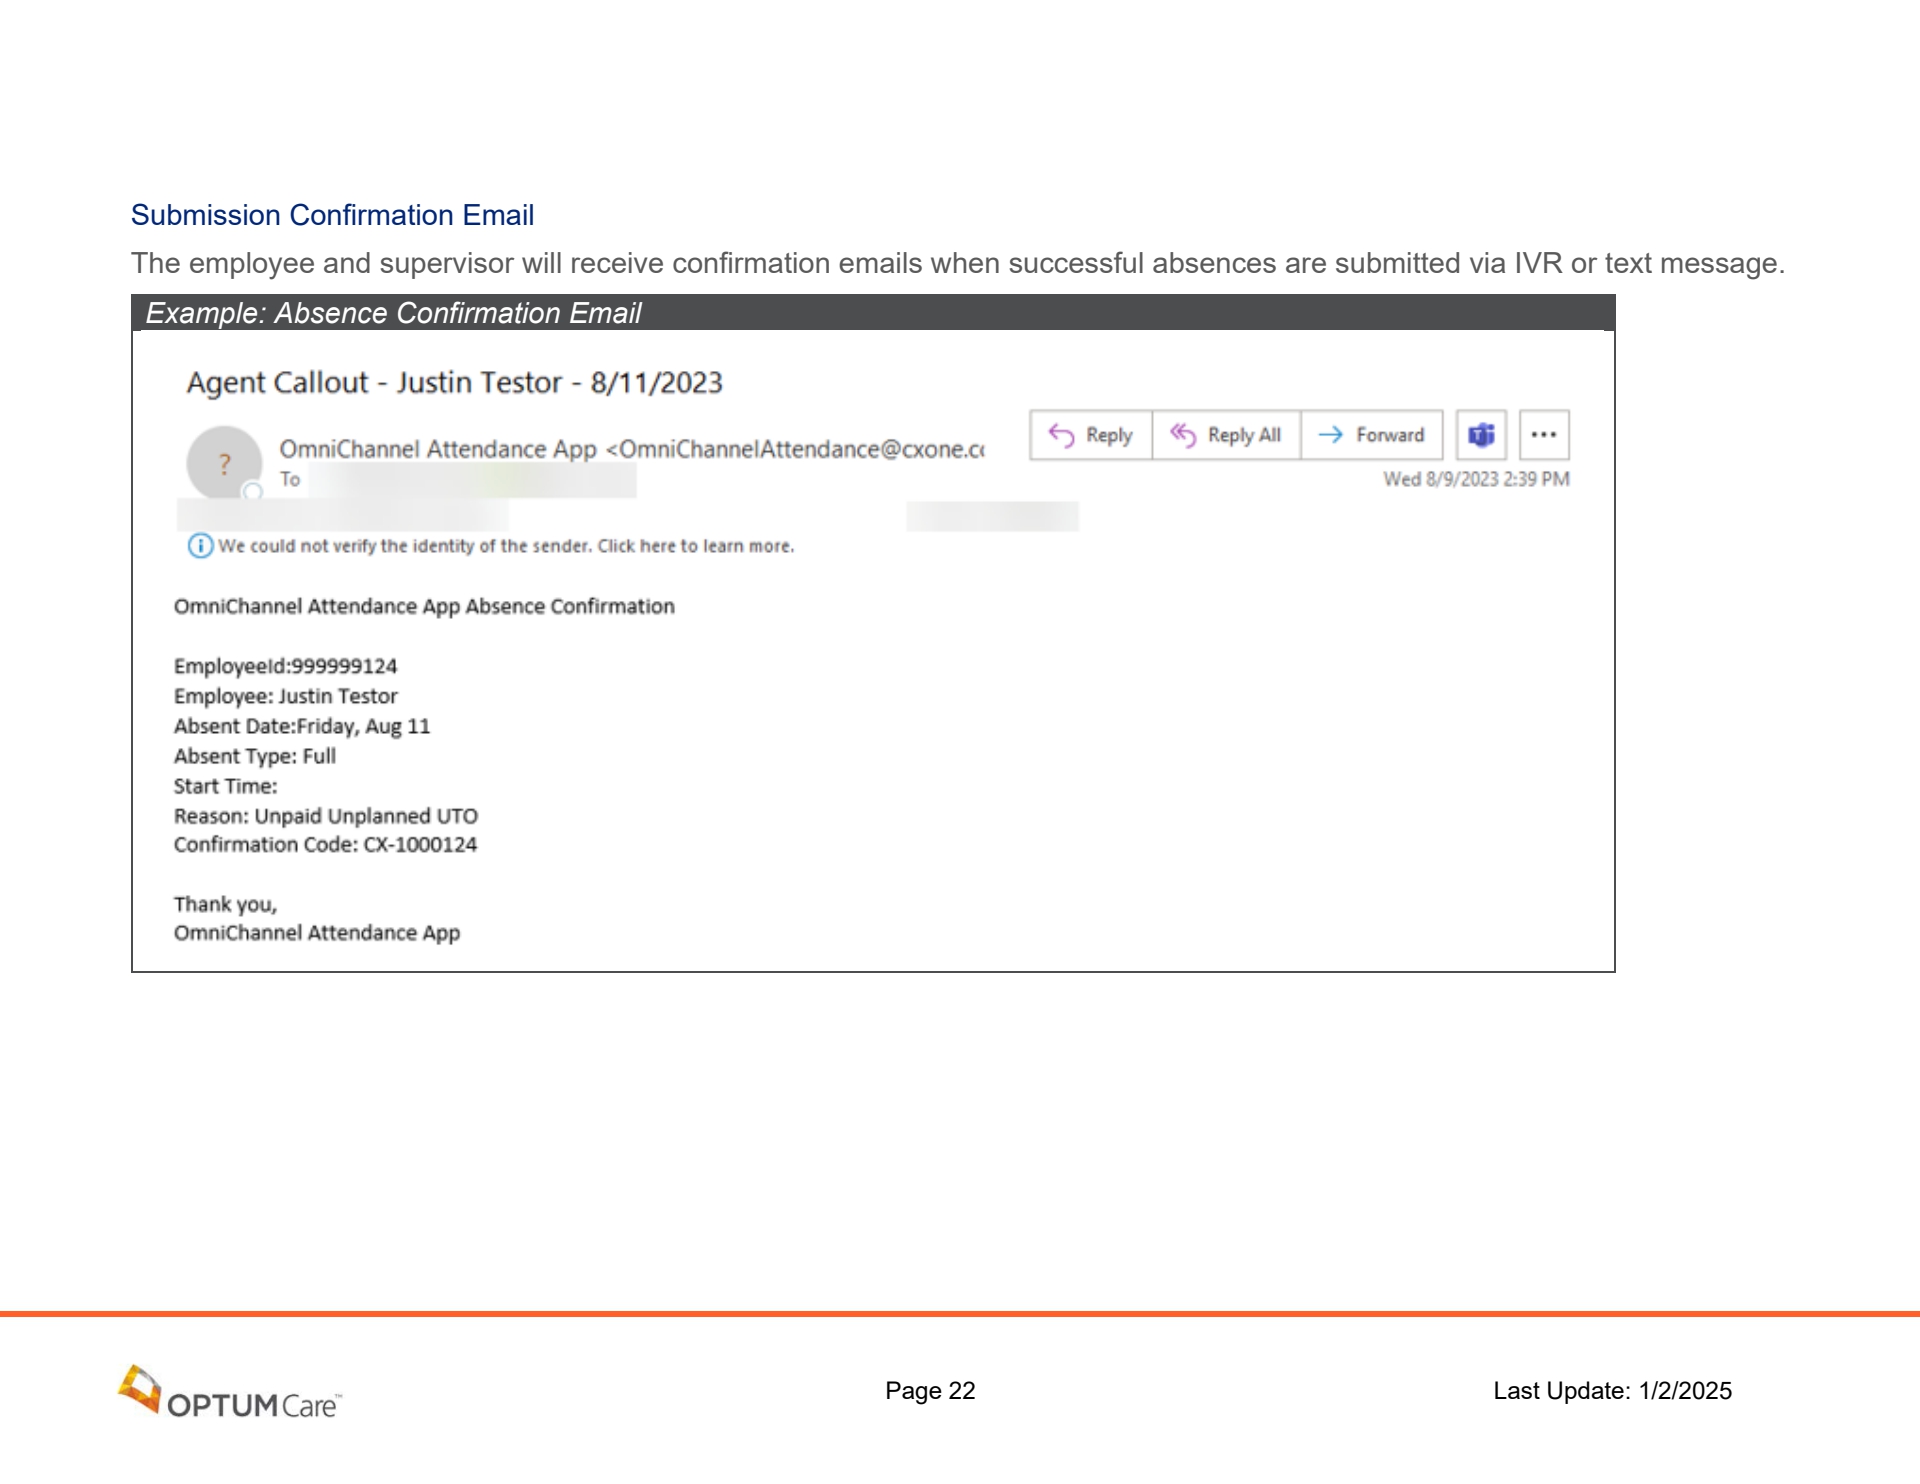 Submission Confirmation Email
The employee and supervisor will receive confirmation emails when successful absences are submitted via IVR or text message.
Example: Absence Confirmation Email
Agent Callout - Justin Testor - 8/11/2023
?
OmniChannel Attendance App <OmniChannelAttendance@cxone.cc
Reply
Reply All
Forward
To
Wed 8/9/2023 2:39 PM
We could not verify the identity of the sender. Click here to learn more.
OmniChannel Attendance App Absence Confirmation
EmployeeId:999999124
Employee: Justin Testor
Absent Date:Friday, Aug 11
Absent Type: Full
Start Time:
Reason: Unpaid Unplanned UTO
Confirmation Code: CX-1000124
Thank you,
OmniChannel Attendance App
OPTUMCare™
Page 22
Last Update: 1/2/2025